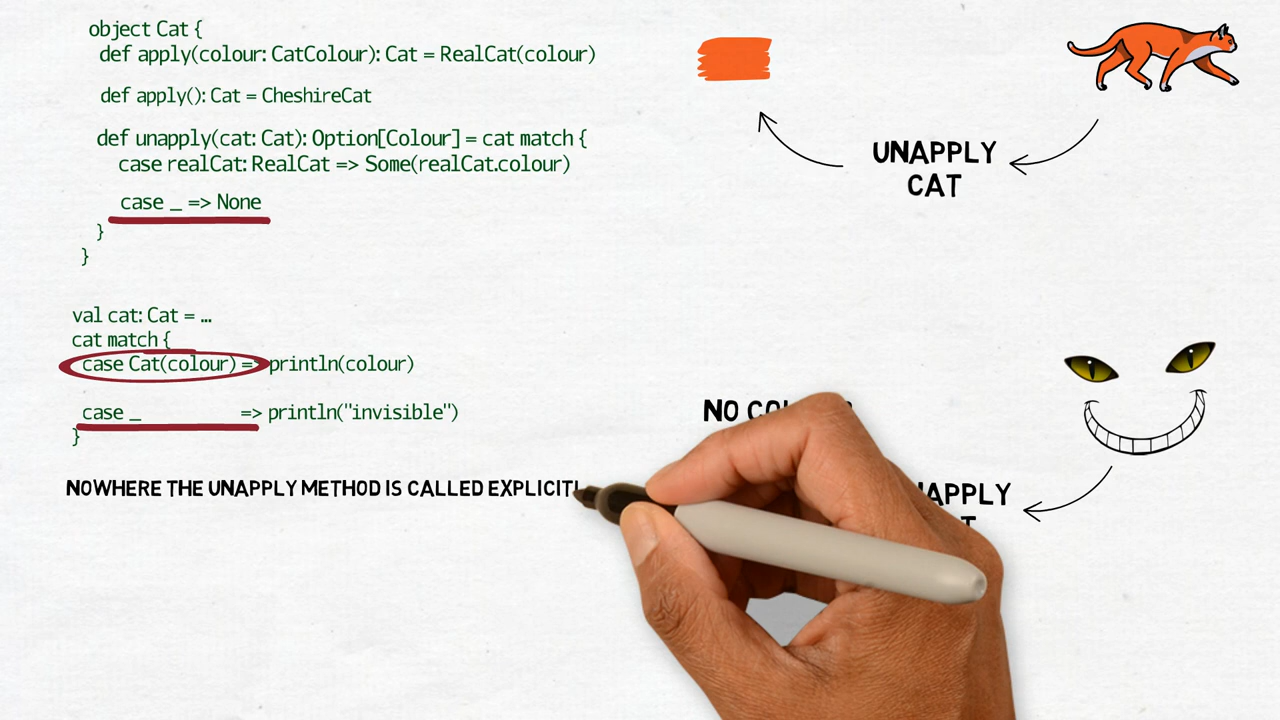 object Cat {
def apply(colour: CatColour): Cat = RealCat(colour)
def apply(): Cat = CheshireCat
def unapply(cat: Cat): Option[Colour] = cat match {
case realCat: RealCat => Some(realCat.colour)
case _ => None
}
}
val cat: Cat = ...
cat match {
case Cat(colour) => println(colour)
case _ => println("invisible")
}
NOWHERE THE UNAPPLY METHOD IS CALLED
UNAPPLY
CAT
NO